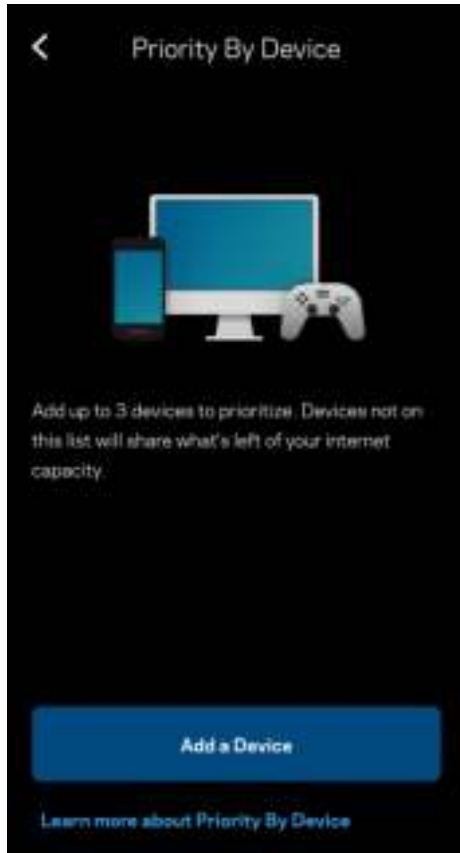 Priority By Device
Add up to 3 devices to prioritize. Devices not on
this list will share what's left of your internet
capacity.
Add a Device
Learn more about Priority By Device